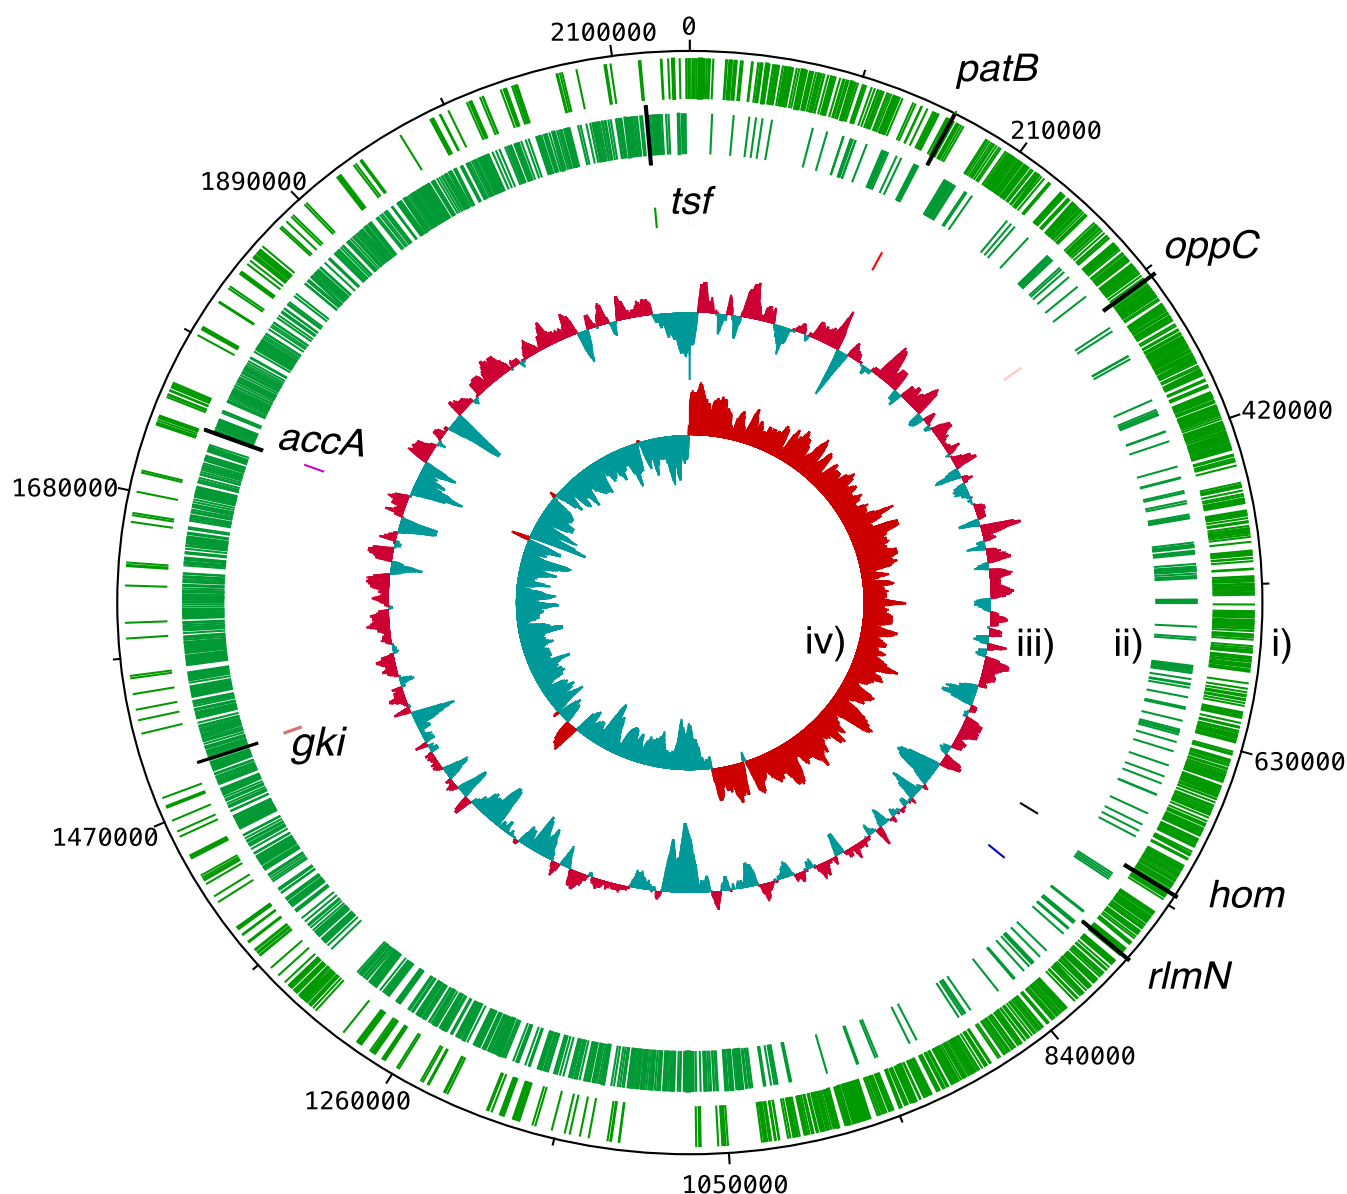 0
2100000
patB
210000
1890000
tsf
oppC
420000
accA
1680000
iv)
iii)
ii)
i)
gki
630000
1470000
hom
rlmN
840000
1260000
1050000